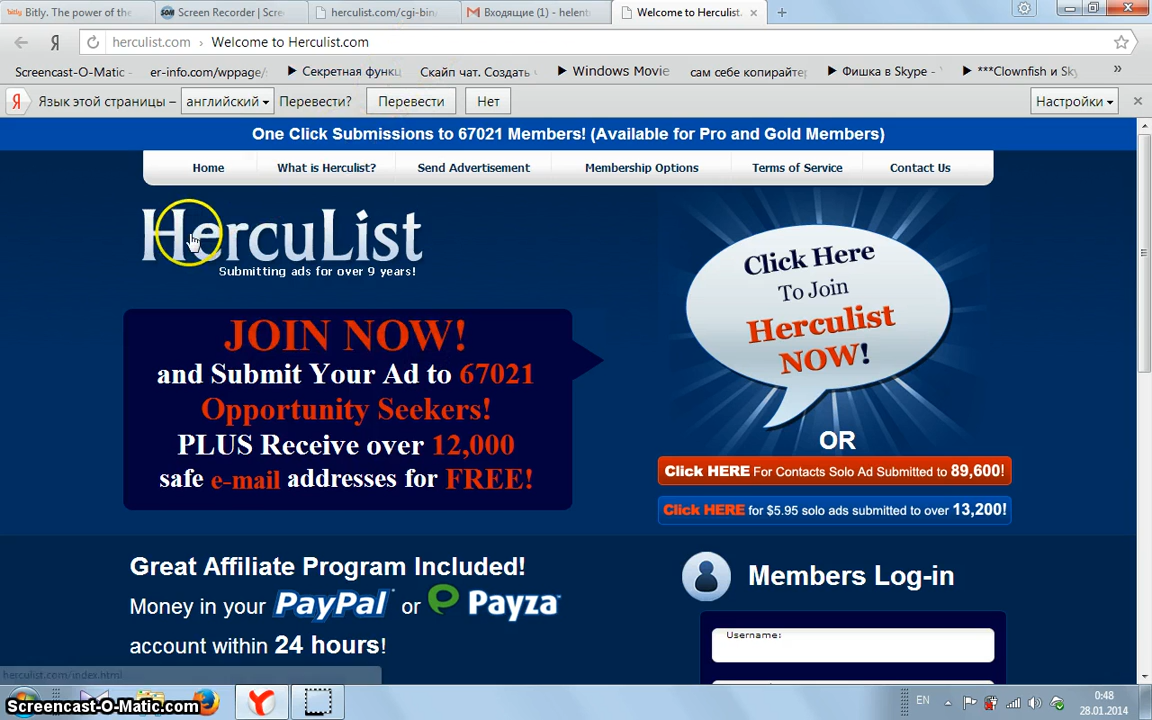 bitly Bitly. The power of the
Screen Recorder | Scre
herculist.com/cgi-bin
Входящие (1) - helent
Welcome to Herculist.
Я herculist.com › Welcome to Herculist.com
Screencast-O-Matic -
er-info.com/wppage/
Секретная функц
Скайп чат. Создать
Windows Movie
сам себе копирайте
Фишка в Skype - "
***Clownfish и Sky
»
Я Язык этой страницы – английский Перевести? Перевести Нет Настройки
One Click Submissions to 67021 Members! (Available for Pro and Gold Members)
Home What is Herculist? Send Advertisement Membership Options Terms of Service Contact Us
HercuList
Submitting ads for over 9 years!
Click Here
To Join
Herculist
NOW!
JOIN NOW!
and Submit Your Ad to 67021
Opportunity Seekers!
PLUS Receive over 12,000
safe e-mail addresses for FREE!
OR
Click HERE For Contacts Solo Ad Submitted to 89,600!
Click HERE for $5.95 solo ads submitted to over 13,200!
Great Affiliate Program Included!
Money in your PayPal or Payza
account within 24 hours!
Members Log-in
Username:
herculist.com/index.html
Screencast-O-Matic.com
EN
0:48
28.01.2014